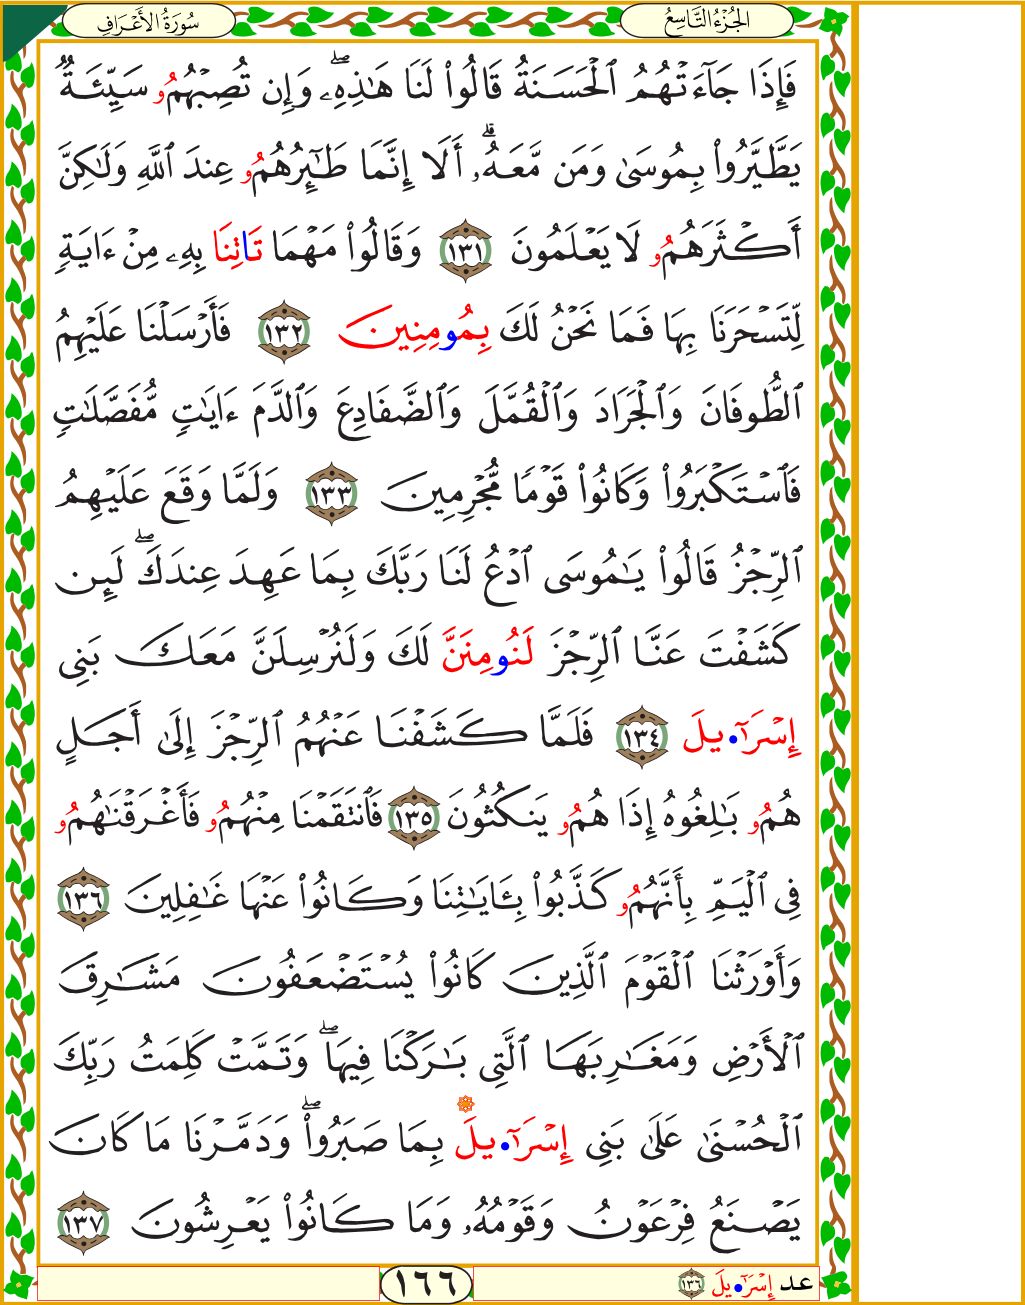 الجُزْءُ التَّاسِعُ
سُورَةُ الأَعْرَافِ
فَإِذَا جَآءَتْهُمُ ٱلْحَسَنَةُ قَالُوا۟ لَنَا هَـٰذِهِۦۖ وَإِن تُصِبْهُمُۥ سَيِّئَةٌۭ
يَطَّيَّرُوا۟ بِمُوسَىٰ وَمَن مَّعَهُۥۗ أَلَا إِنَّمَا طَـٰٓئِرُهُمُۥ عِندَ ٱللَّهِ وَلَـٰكِنَّ
أَكْثَرَهُمُۥ لَا يَعْلَمُونَ ١٣١ وَقَالُوا۟ مَهْمَا تَاتِنَا بِهِۦ مِنْ ءَايَةٍۢ
لِّتَسْحَرَنَا بِهَا فَمَا نَحْنُ لَكَ بِمُومِنِينَ ١٣٢ فَأَرْسَلْنَا عَلَيْهِمُ
ٱلطُّوفَانَ وَٱلْجَرَادَ وَٱلْقُمَّلَ وَٱلضَّفَادِعَ وَٱلدَّمَ ءَايَـٰتٍۢ مُّفَصَّلَـٰتٍۢ
فَٱسْتَكْبَرُوا۟ وَكَانُوا۟ قَوْمًۭا مُّجْرِمِينَ ١٣٣ وَلَمَّا وَقَعَ عَلَيْهِمُ
ٱلرِّجْزُ قَالُوا۟ يَـٰمُوسَى ٱدْعُ لَنَا رَبَّكَ بِمَا عَهِدَ عِندَكَۖ لَئِن
كَشَفْتَ عَنَّا ٱلرِّجْزَ لَنُومِنَنَّ لَكَ وَلَنُرْسِلَنَّ مَعَكَ بَنِى
إِسْرَآ•يلَ ١٣٤ فَلَمَّا كَشَفْنَا عَنْهُمُ ٱلرِّجْزَ إِلَىٰ أَجَلٍ
هُمُۥ بَـٰلِغُوهُ إِذَا هُمُۥ يَنكُثُونَ ١٣٥ فَٱنتَقَمْنَا مِنْهُمُۥ فَأَغْرَقْنَـٰهُمُۥ
فِى ٱلْيَمِّ بِأَنَّهُمُۥ كَذَّبُوا۟ بِـَٔايَـٰتِنَا وَكَانُوا۟ عَنْهَا غَـٰفِلِينَ ١٣٦
وَأَوْرَثْنَا ٱلْقَوْمَ ٱلَّذِينَ كَانُوا۟ يُسْتَضْعَفُونَ مَشَـٰرِقَ
ٱلْأَرْضِ وَمَغَـٰرِبَهَا ٱلَّتِى بَـٰرَكْنَا فِيهَاۖ وَتَمَّتْ كَلِمَتُ رَبِّكَ
ٱلْحُسْنَىٰ عَلَىٰ بَنِى إِسْرَآ•يلَ بِمَا صَبَرُوا۟ۖ وَدَمَّرْنَا مَا كَانَ
يَصْنَعُ فِرْعَوْنُ وَقَوْمُهُۥ وَمَا كَانُوا۟ يَعْرِشُونَ ١٣٧
عد إِسْرَآ•يلَ ١٣٦
١٦٦